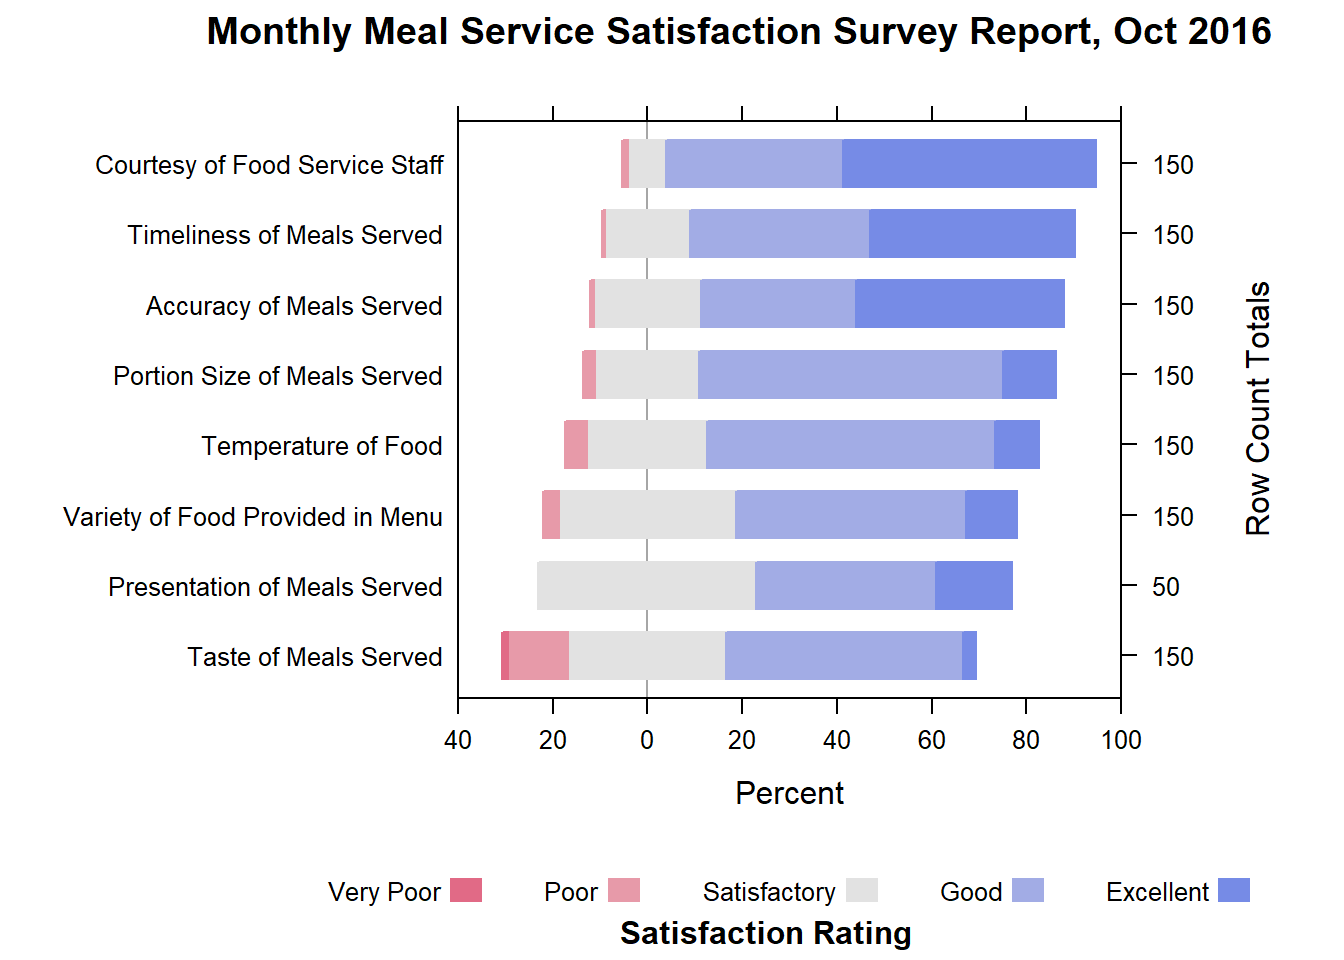 Monthly Meal Service Satisfaction Survey Report, Oct 2016
Courtesy of Food Service Staff 150
Timeliness of Meals Served 150
Accuracy of Meals Served 150
Portion Size of Meals Served 150
Temperature of Food 150
Variety of Food Provided in Menu 150
Presentation of Meals Served 50
Taste of Meals Served 150
Row Count Totals
40 20 0 20 40 60 80 100
Percent
Very Poor Poor Satisfactory Good Excellent
Satisfaction Rating